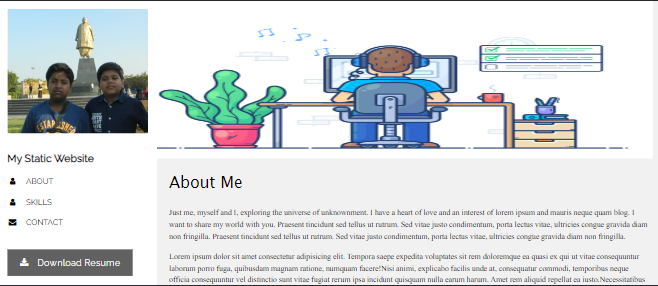 My Static Website
ABOUT
SKILLS
CONTACT
Download Resume
About Me
Just me, myself and I, exploring the universe of unknownment. I have a heart of love and an interest of lorem ipsum and mauris neque quam blog. I
want to share my world with you. Praesent tincidunt sed tellus ut rutrum. Sed vitae justo condimentum, porta lectus vitae, ultricies congue gravida diam
non fringilla. Praesent tincidunt sed tellus ut rutrum. Sed vitae justo condimentum, porta lectus vitae, ultricies congue gravida diam non fringilla.
Lorem ipsum dolor sit amet consectetur adipisicing elit. Tempora saepe expedita voluptates sit rem doloremque ea quasi ex qui ut vitae consequuntur
laborum porro fuga, quibusdam magnam ratione, numquam facere!Nisi animi, explicabo facilis unde at, consequatur commodi, temporibus neque
officia consequuntur vel distinctio sunt vitae fugiat rerum ipsa incidunt quisquam nulla earum harum. Amet rem aliquid repellat ea iusto.Necessitatibus